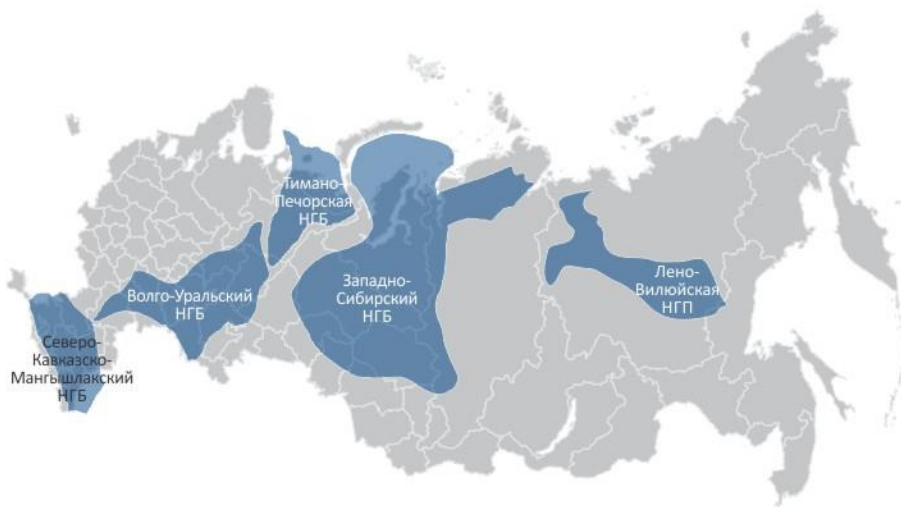 Тимано-
Печорская
НГБ
Западно-
Сибирский
НГБ
Лено-
Вилюйская
НГП
Волго-Уральский
НГБ
Северо-
Кавказско-
Мангышлакский
НГБ